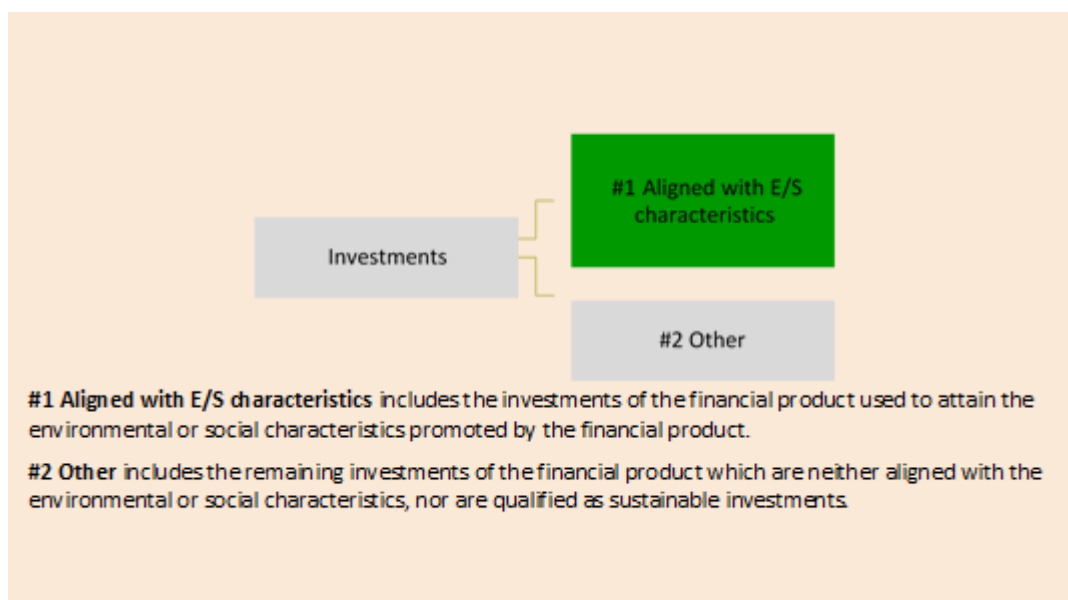 #1 Aligned with E/S
characteristics
Investments
#2 Other
#1 Aligned with E/S characteristics includes the investments of the financial product used to attain the
environmental or social characteristics promoted by the financial product.
#2 Other includes the remaining investments of the financial product which are neither aligned with the
environmental or social characteristics, nor are qualified as sustainable investments.